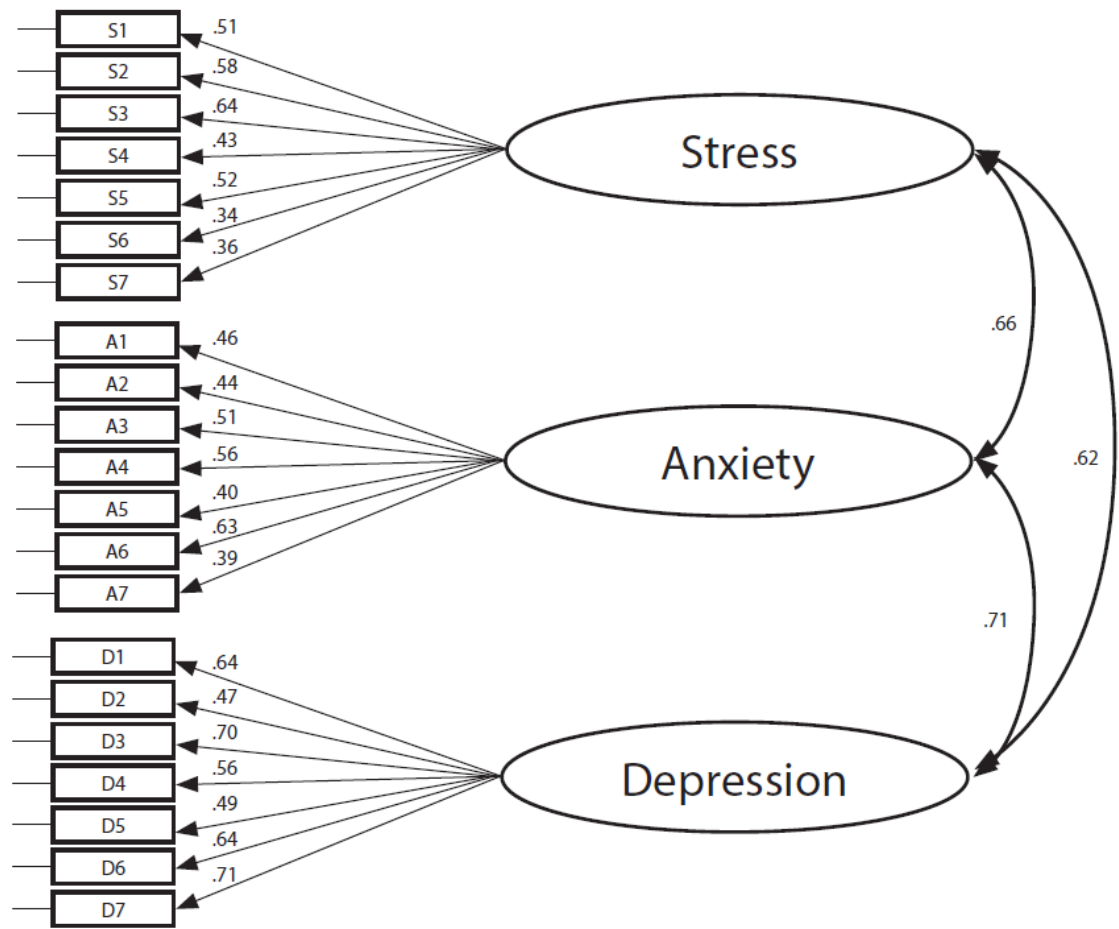 S1 .51
S2 .58
S3 .64
S4 .43
S5 .52
S6 .34
S7 .36
Stress
A1 .46
A2 .44
A3 .51
A4 .56
A5 .40
A6 .63
A7 .39
Anxiety
D1 .64
D2 .47
D3 .70
D4 .56
D5 .49
D6 .64
D7 .71
Depression
.66
.62
.71